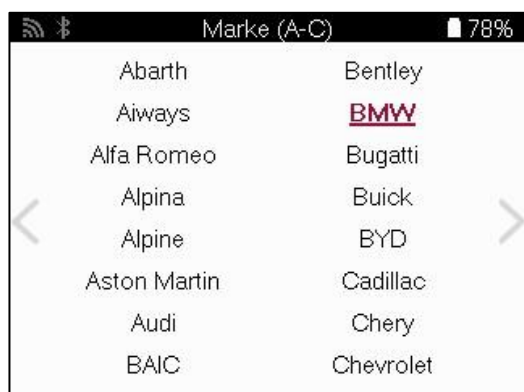 Marke (A-C) 78%
Abarth Bentley
Aiways BMW
Alfa Romeo Bugatti
Alpina Buick
Alpine BYD
Aston Martin Cadillac
Audi Chery
BAIC Chevrolet